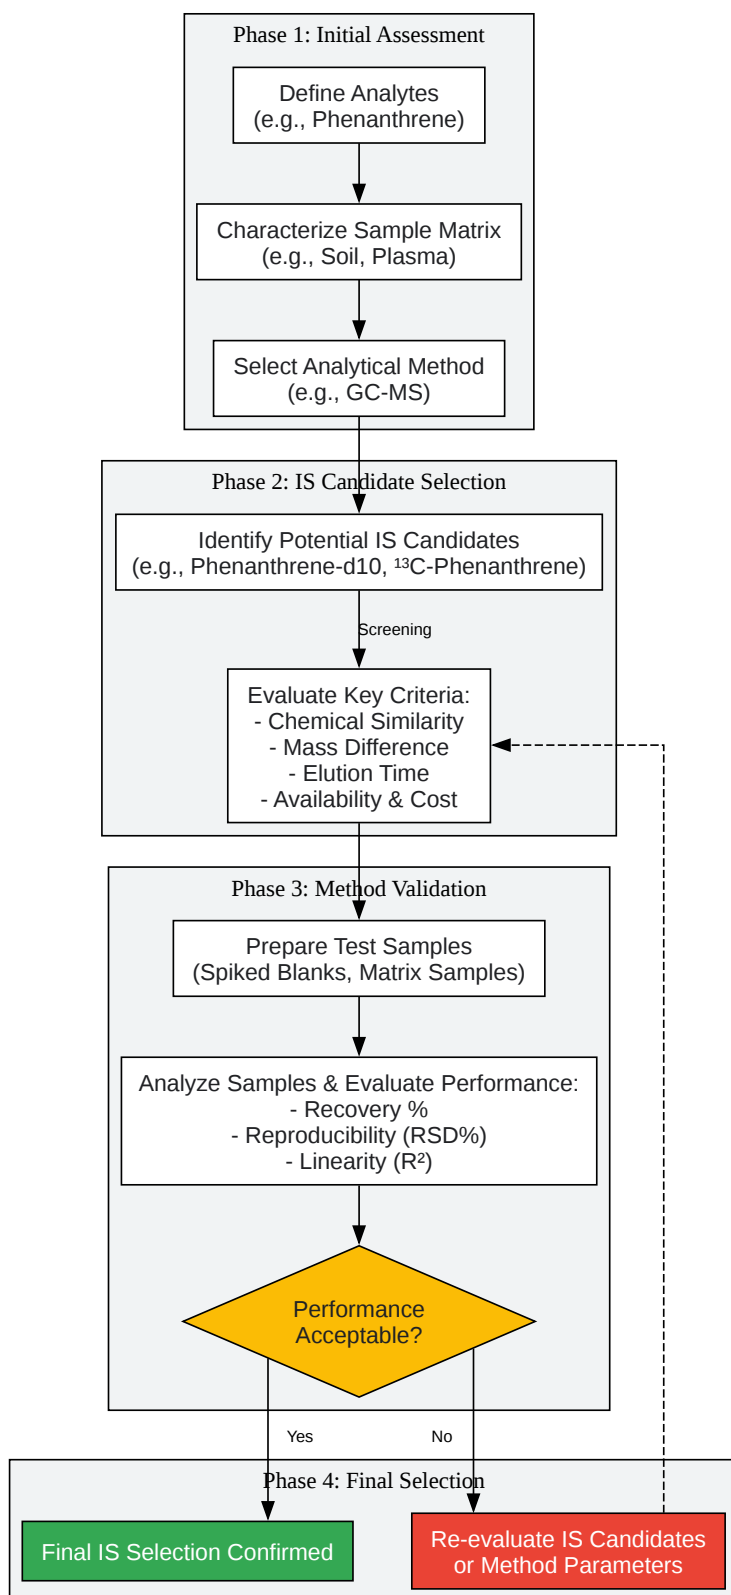 Phase 1: Initial Assessment
Define Analytes
(e.g., Phenanthrene)
Characterize Sample Matrix
(e.g., Soil, Plasma)
Select Analytical Method
(e.g., GC-MS)
Phase 2: IS Candidate Selection
Identify Potential IS Candidates
(e.g., Phenanthrene-d10, ¹³C-Phenanthrene)
Screening
Evaluate Key Criteria:
- Chemical Similarity
- Mass Difference
- Elution Time
- Availability & Cost
Phase 3: Method Validation
Prepare Test Samples
(Spiked Blanks, Matrix Samples)
Analyze Samples & Evaluate Performance:
- Recovery %
- Reproducibility (RSD%)
- Linearity (R²)
Performance
Acceptable?
Yes
No
Phase 4: Final Selection
Final IS Selection Confirmed
Re-evaluate IS Candidates
or Method Parameters